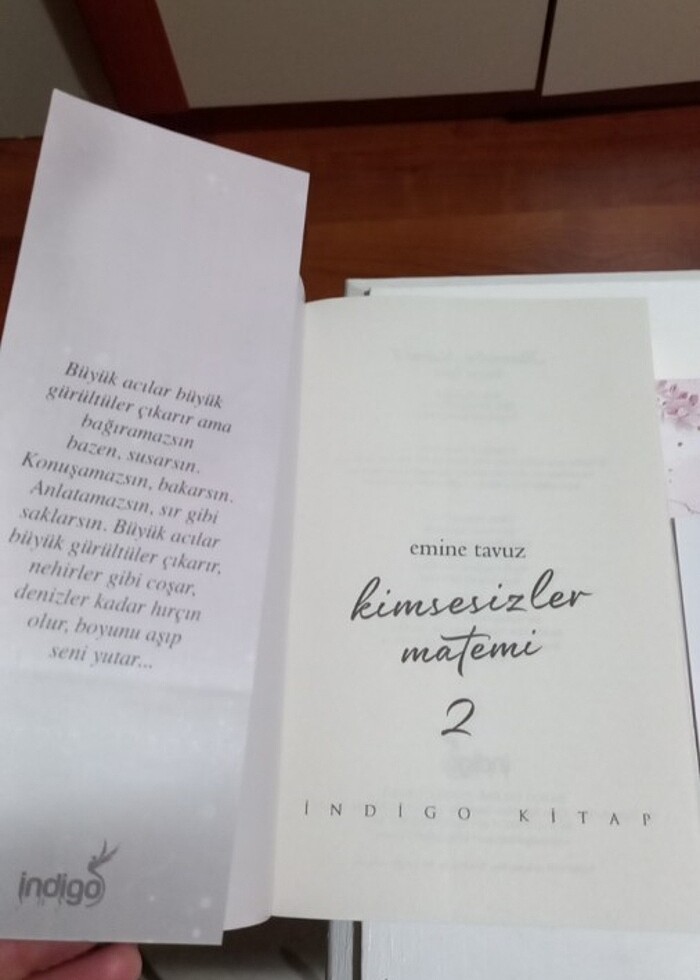 Büyük acılar büyük
gürültüler çıkarır ama
bağıramazsın
bazen, susarsın.
Konuşamazsın, bakarsın.
Anlatamazsın, sır gibi
saklarsın. Büyük acılar
büyük gürültüler çıkarır,
nehirler gibi coşar,
denizler kadar hırçın
olur, boyunu aşıp
seni yutar...
indigo
emine tavuz
kimsesizler
matemi
2
İNDİGO KİTAP